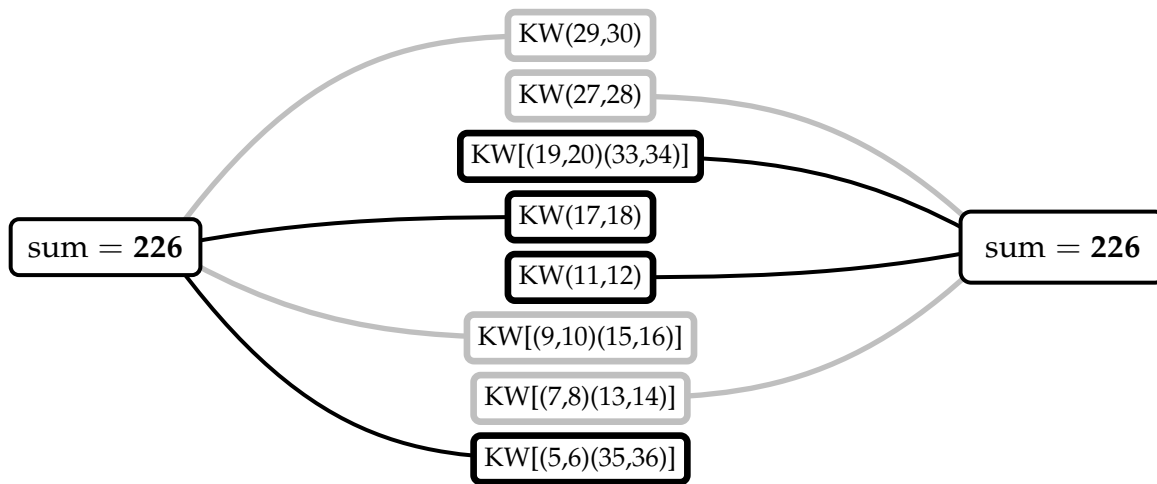 KW(29,30)
KW(27,28)
KW[(19,20)(33,34)]
KW(17,18)
sum = 226
sum = 226
KW(11,12)
KW[(9,10)(15,16)]
KW[(7,8)(13,14)]
KW[(5,6)(35,36)]